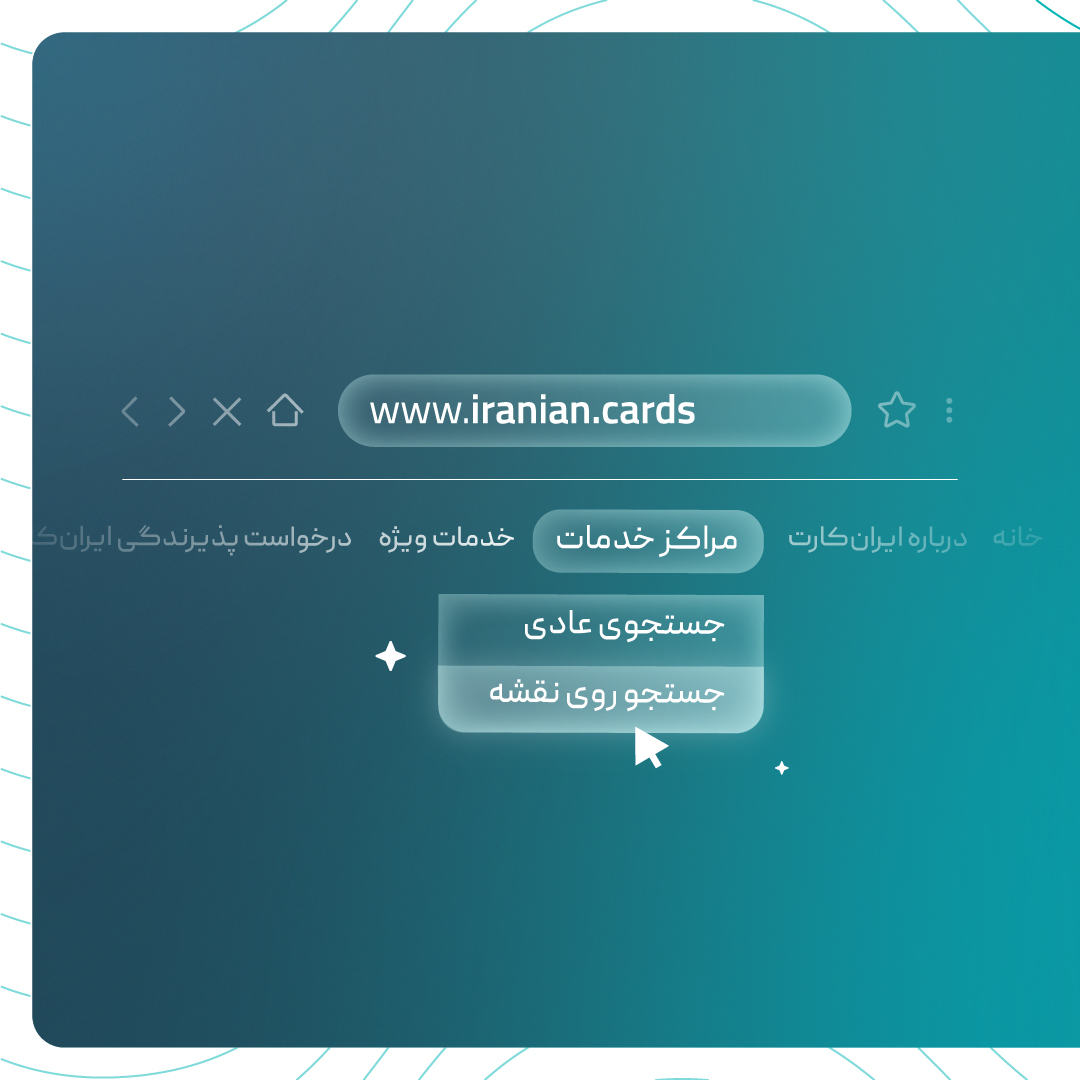 www.iranian.cards
خانه درباره ایران‌کارت مراکز خدمات خدمات ویژه درخواست پذیرندگی ایران‌ک
جستجوی عادی
جستجو روی نقشه